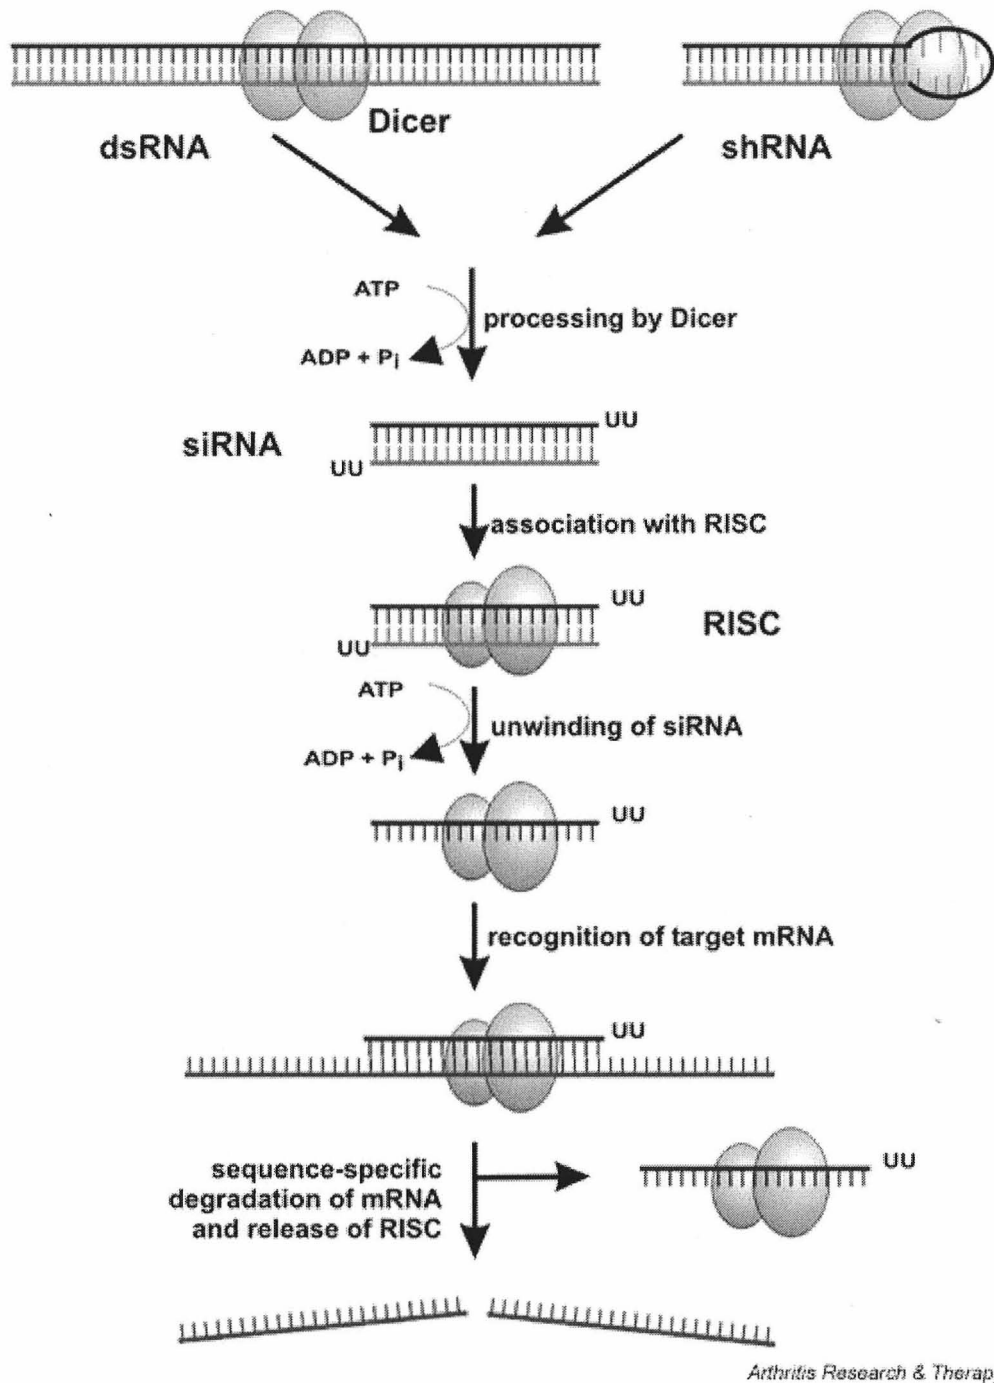 Dicer
dsRNA
shRNA
ATP
processing by Dicer
ADP + Pi
UU
siRNA
UU
association with RISC
UU
RISC
UU
ATP
unwinding of siRNA
ADP + Pi
UU
recognition of target mRNA
UU
sequence-specific
degradation of mRNA
and release of RISC
UU
Arthritis Research & Therap